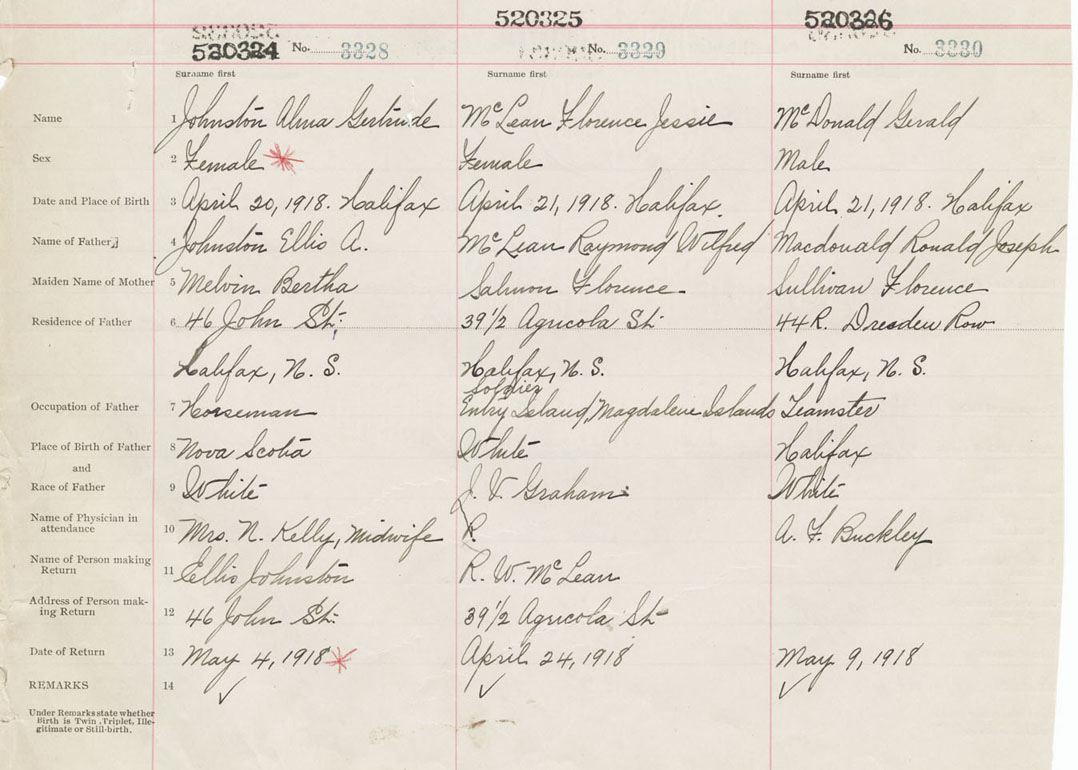 520325 520326
520324 No. 3328 No. 3329 No. 3330
Surname first Surname first Surname first
Name 1 Johnston Alma Gertrude McLean Florence Jessie McDonald Gerald
Sex 2 Female Female Male
Date and Place of Birth 3 April 20, 1918. Halifax April 21, 1918. Halifax. April 21, 1918. Halifax
Name of Father 4 Johnston Ellis A. McLean Raymond Wilfred Macdonald Ronald Joseph
Maiden Name of Mother 5 Melvin Bertha Salmon Florence Sullivan Florence
Residence of Father 6 46 John St. 39 1/2 Agricola St. 44 R. Dresden Row
Halifax, N. S. Halifax, N. S. Halifax, N. S.
Soldier
Occupation of Father 7 Horseman Entry Island, Magdalene Islands Teamster
Place of Birth of Father 8 Nova Scotia White Halifax
and
Race of Father 9 White J. V. Graham White
Name of Physician in
attendance 10 Mrs. N. Kelly, midwife R. A. F. Buckley
Name of Person making
Return 11 Ellis Johnston R. W. McLean
Address of Person mak-
ing Return 12 46 John St. 39 1/2 Agricola St
Date of Return 13 May 4, 1918 April 24, 1918 May 9, 1918
REMARKS 14
Under Remarks state whether
Birth is Twin, Triplet, Ille-
gitimate or Still-birth.